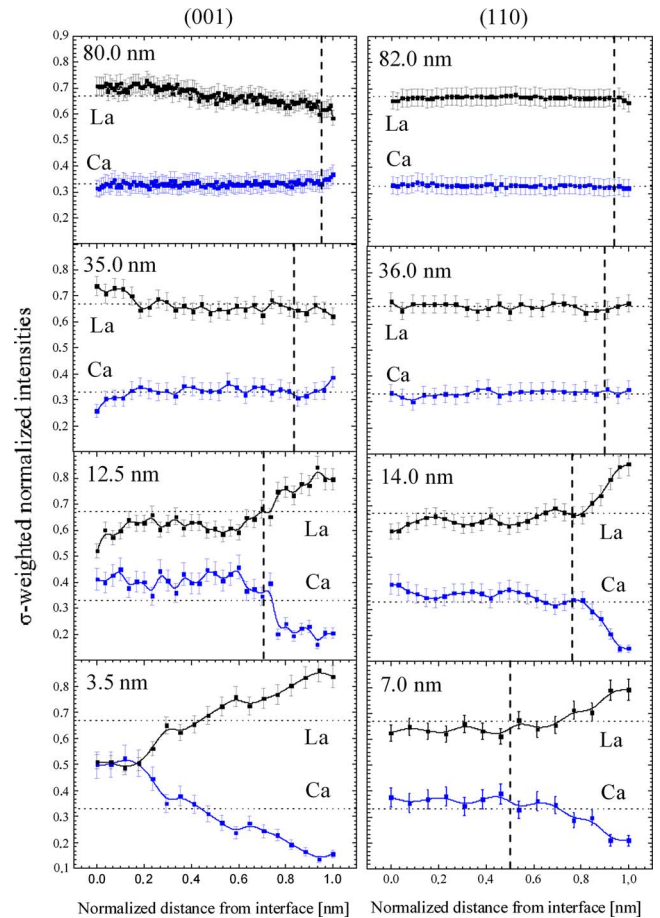 (001) (110)
σ-weighted normalized intensities
0.9
80.0 nm
0.8
0.7
0.6
La
0.5
Ca
0.4
0.3
0.2
82.0 nm
La
Ca
35.0 nm
0.8
0.7
0.6
La
0.5
Ca
0.4
0.3
0.2
36.0 nm
La
Ca
12.5 nm
0.8
0.7
0.6
La
0.5
Ca
0.4
0.3
0.2
14.0 nm
La
Ca
3.5 nm
0.8
0.7
0.6
La
0.5
0.4
Ca
0.3
0.2
0.1
7.0 nm
La
Ca
0.0 0.2 0.4 0.6 0.8 1.0
0.0 0.2 0.4 0.6 0.8 1.0
Normalized distance from interface [nm]
Normalized distance from interface [nm]